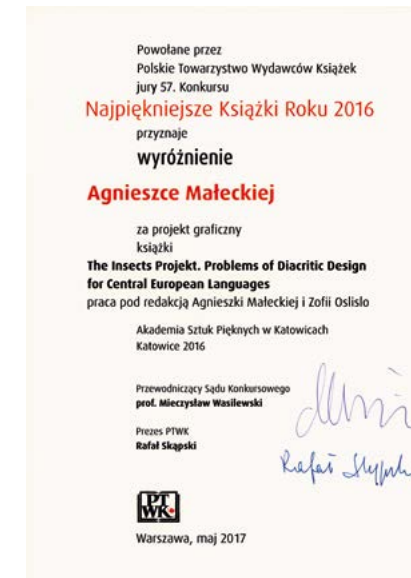 Powołane przez
Polskie Towarzystwo Wydawców Książek
jury 57. Konkursu
Najpiękniejsze Książki Roku 2016
przyznaje
wyróżnienie
Agnieszce Małeckiej
za projekt graficzny
książki
The Insects Projekt. Problems of Diacritic Design
for Central European Languages
praca pod redakcją Agnieszki Małeckiej i Zofii Oslislo
Akademia Sztuk Pięknych w Katowicach
Katowice 2016
Przewodniczący Sądu Konkursowego
prof. Mieczysław Wasilewski
Prezes PTWK
Rafał Skąpski
Rafał
PT
WK
Warszawa, maj 2017